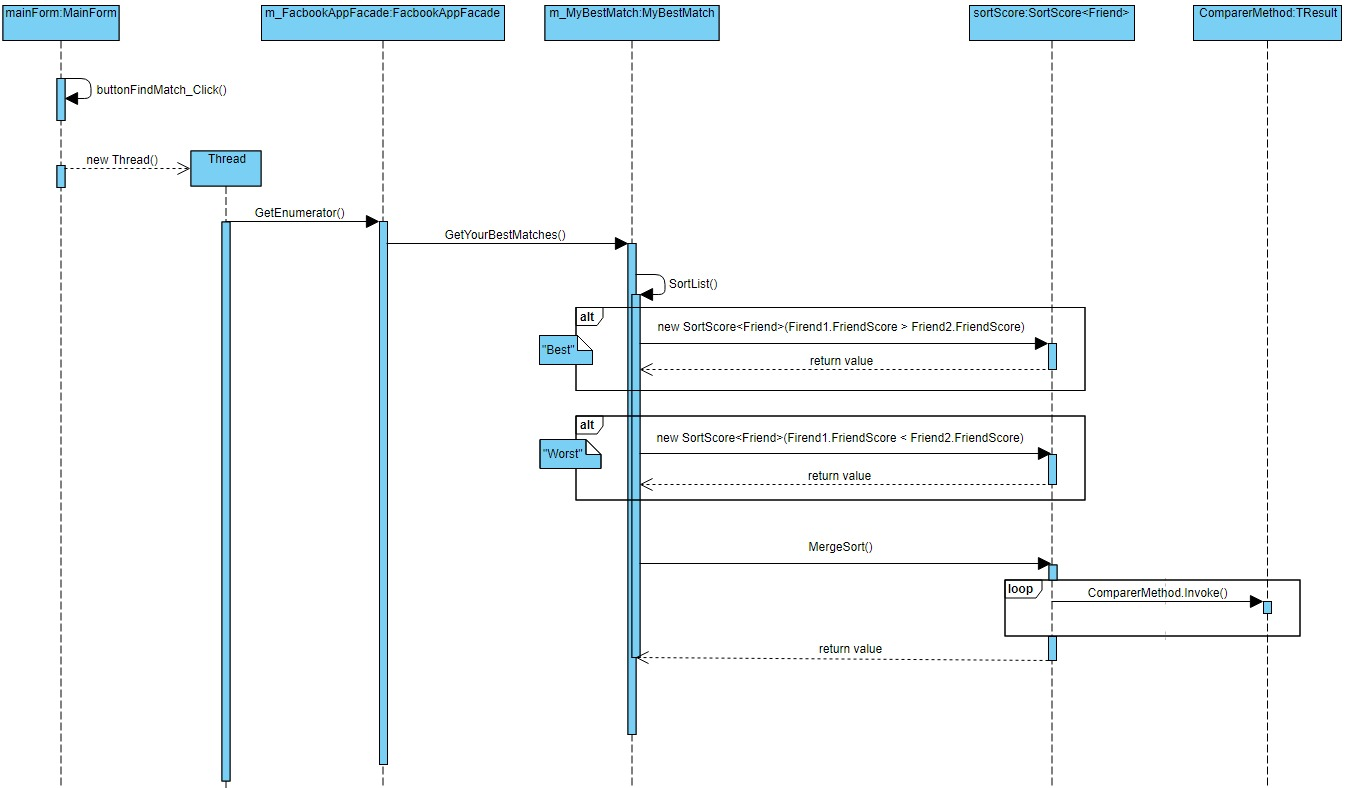 mainForm:MainForm
m_FacbookAppFacade:FacbookAppFacade
m_MyBestMatch:MyBestMatch
sortScore:SortScore<Friend>
ComparerMethod:TResult
buttonFindMatch_Click()
new Thread()
Thread
GetEnumerator()
GetYourBestMatches()
SortList()
alt
new SortScore<Friend>(Firend1.FriendScore > Friend2.FriendScore)
"Best"
return value
alt
new SortScore<Friend>(Firend1.FriendScore < Friend2.FriendScore)
"Worst"
return value
MergeSort()
loop
ComparerMethod.Invoke()
return value